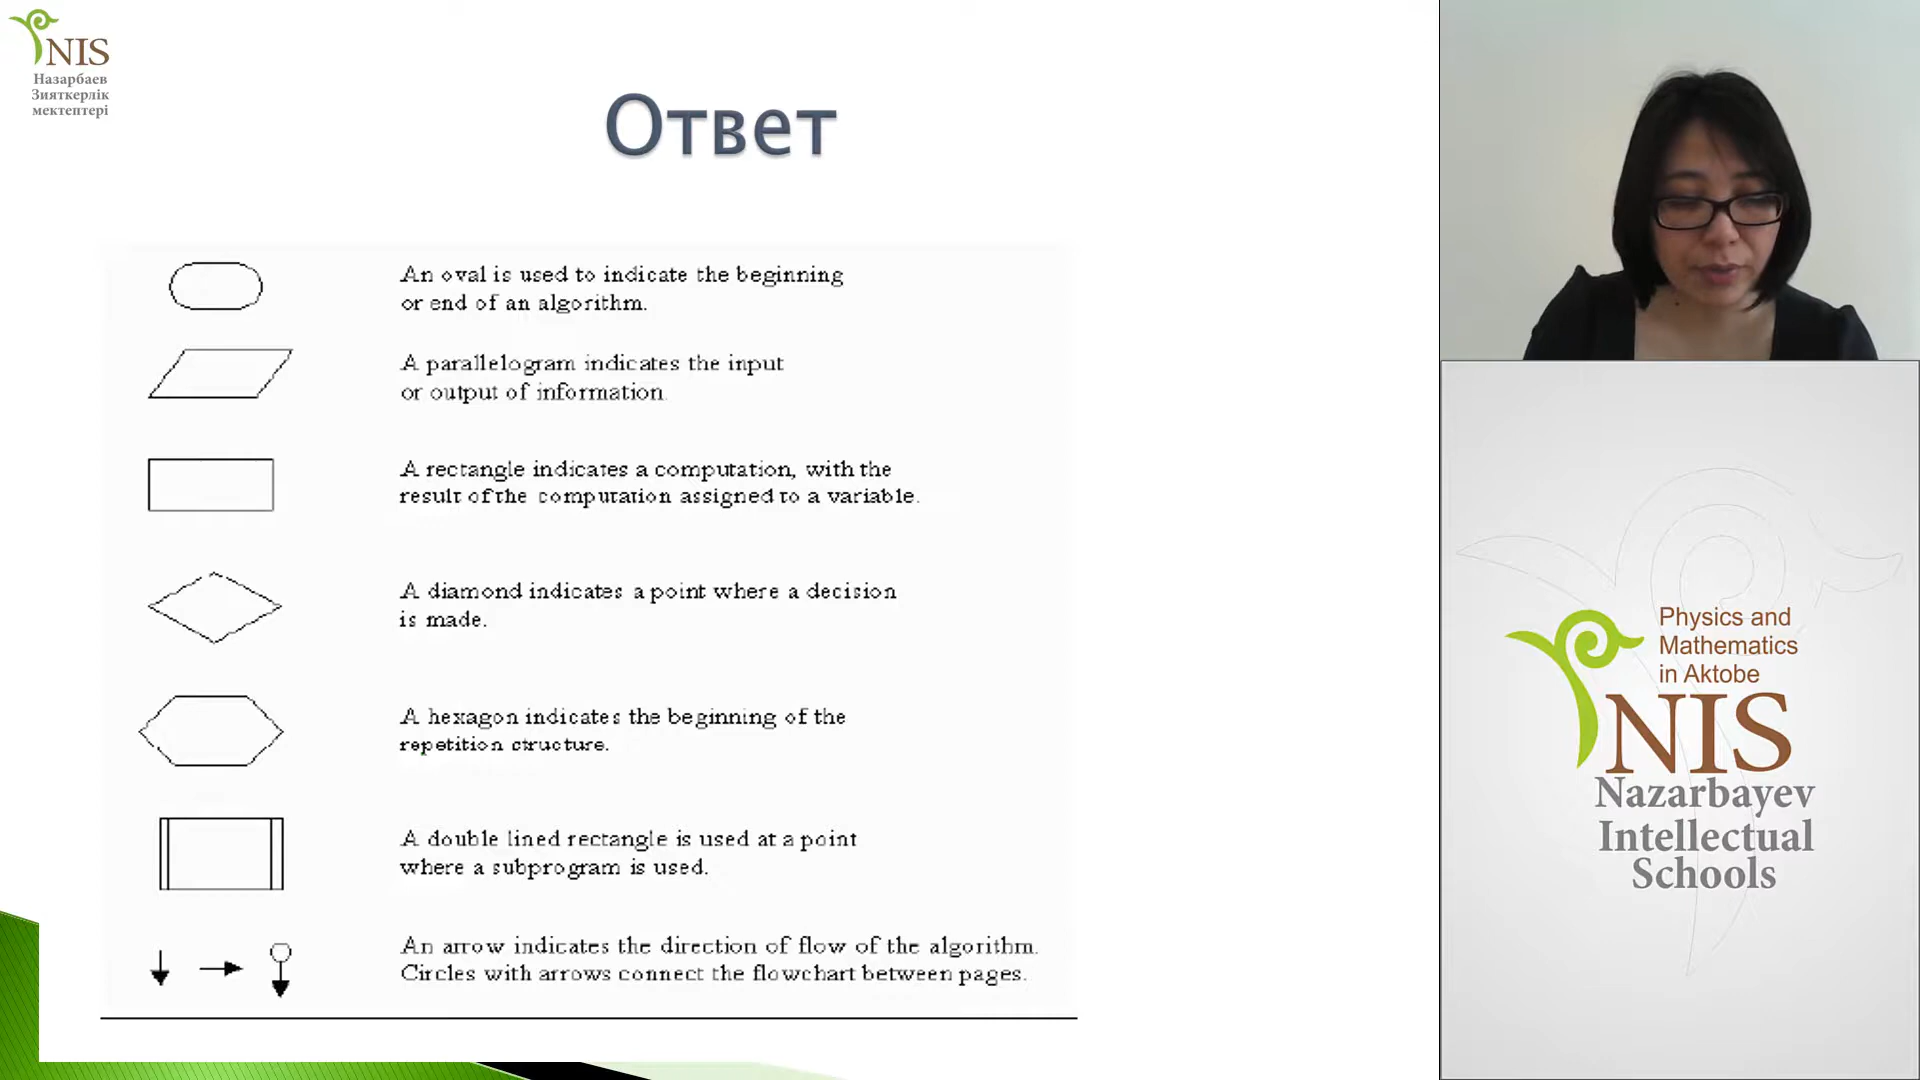 NIS
Назарбаев
Зияткерлік
мектептері
Ответ
An oval is used to indicate the beginning
or end of an algorithm.
A parallelogram indicates the input
or output of information.
A rectangle indicates a computation, with the
result of the computation assigned to a variable.
A diamond indicates a point where a decision
is made.
A hexagon indicates the beginning of the
repetition structure.
A double lined rectangle is used at a point
where a subprogram is used.
An arrow indicates the direction of flow of the algorithm.
Circles with arrows connect the flowchart between pages.
Physics and
Mathematics
in Aktobe
NIS
Nazarbayev
Intellectual
Schools